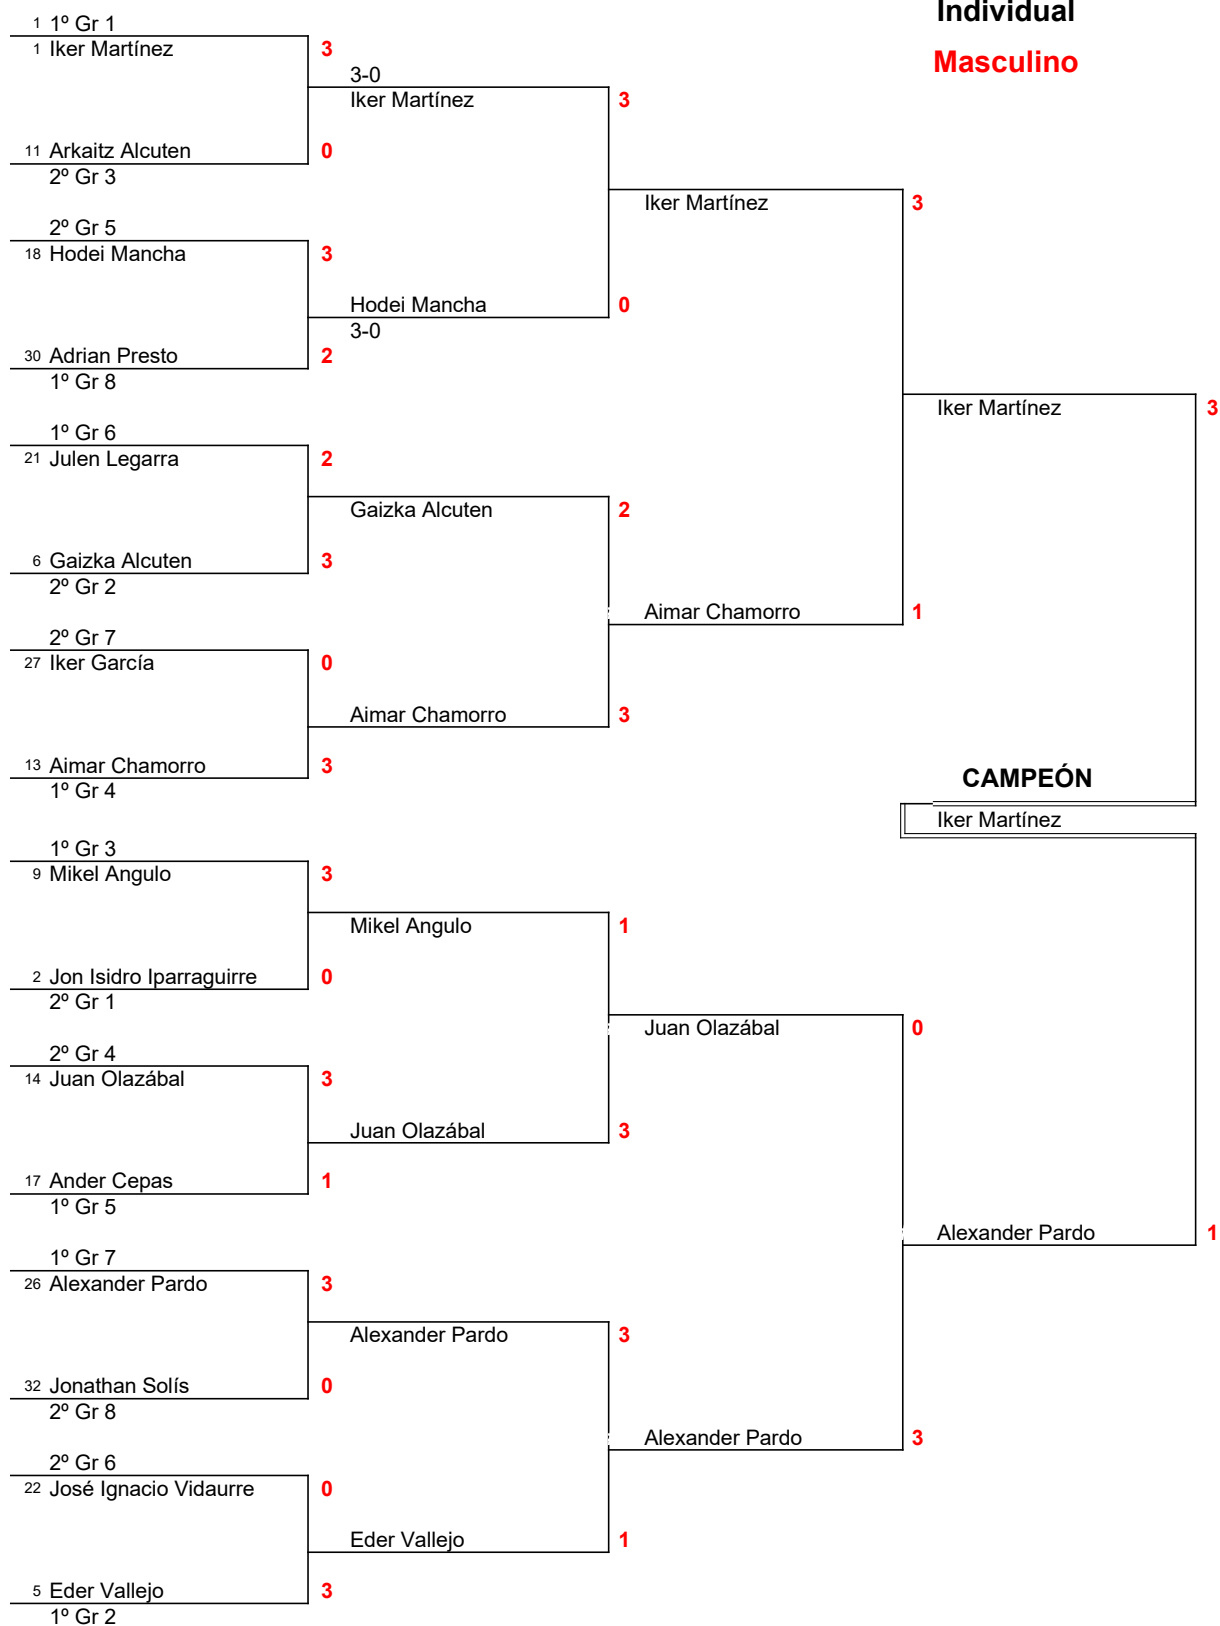 Individual
Masculino
1 1º Gr 1
1 Iker Martínez 3
3-0
Iker Martínez 3
11 Arkaitz Alcuten 0
2º Gr 3
Iker Martínez 3
2º Gr 5
18 Hodei Mancha 3
Hodei Mancha 0
3-0
30 Adrian Presto 2
1º Gr 8
Iker Martínez 3
1º Gr 6
21 Julen Legarra 2
Gaizka Alcuten 2
6 Gaizka Alcuten 3
2º Gr 2
Aimar Chamorro 1
2º Gr 7
27 Iker García 0
Aimar Chamorro 3
13 Aimar Chamorro 3
1º Gr 4
CAMPEÓN
Iker Martínez
1º Gr 3
9 Mikel Angulo 3
Mikel Angulo 1
2 Jon Isidro Iparraguirre 0
2º Gr 1
Juan Olazábal 0
2º Gr 4
14 Juan Olazábal 3
Juan Olazábal 3
17 Ander Cepas 1
1º Gr 5
Alexander Pardo 1
1º Gr 7
26 Alexander Pardo 3
Alexander Pardo 3
32 Jonathan Solís 0
2º Gr 8
Alexander Pardo 3
2º Gr 6
22 José Ignacio Vidaurre 0
Eder Vallejo 1
5 Eder Vallejo 3
1º Gr 2